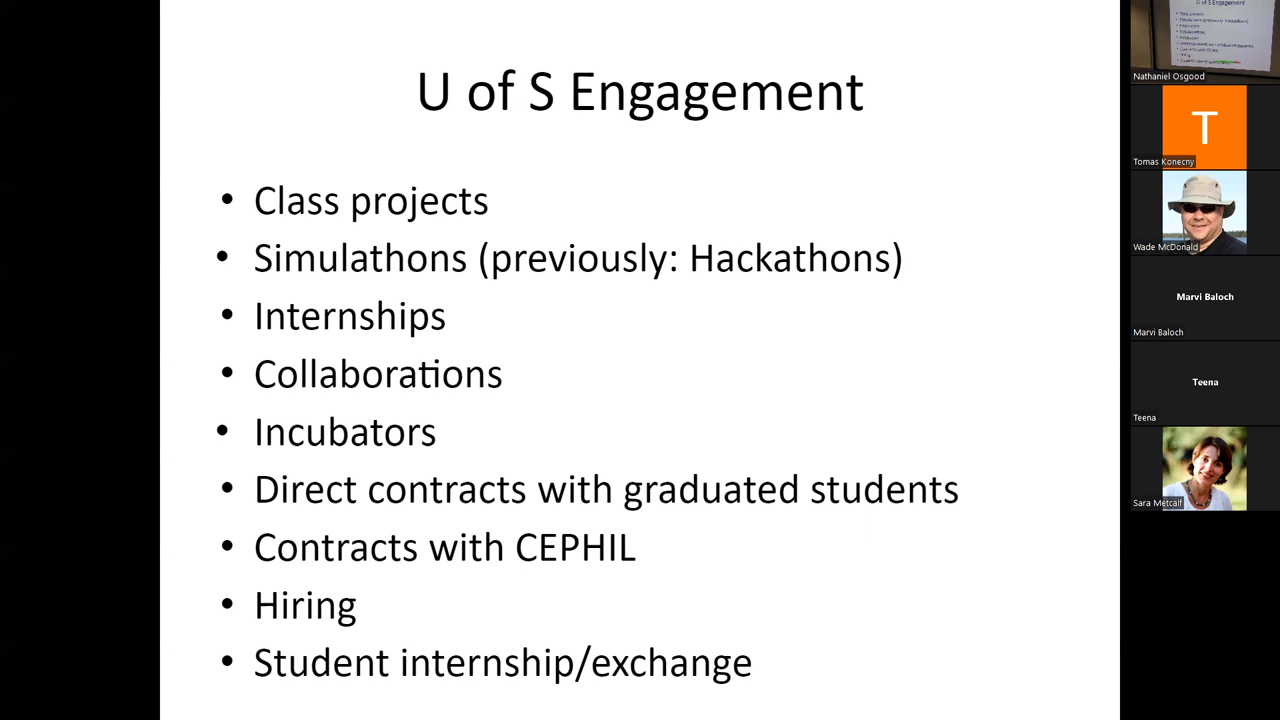 U of S Engagement
• Class projects
• Simulathons (previously: Hackathons)
• Internships
• Collaborations
• Incubators
• Direct contracts with graduated students
• Contracts with CEPHIL
• Hiring
• Student internship/exchange
U of S Engagement
Nathaniel Osgood
T
Tomas Konecny
Wade McDonald
Marvi Baloch
Marvi Baloch
Teena
Teena
Sara Metcalf